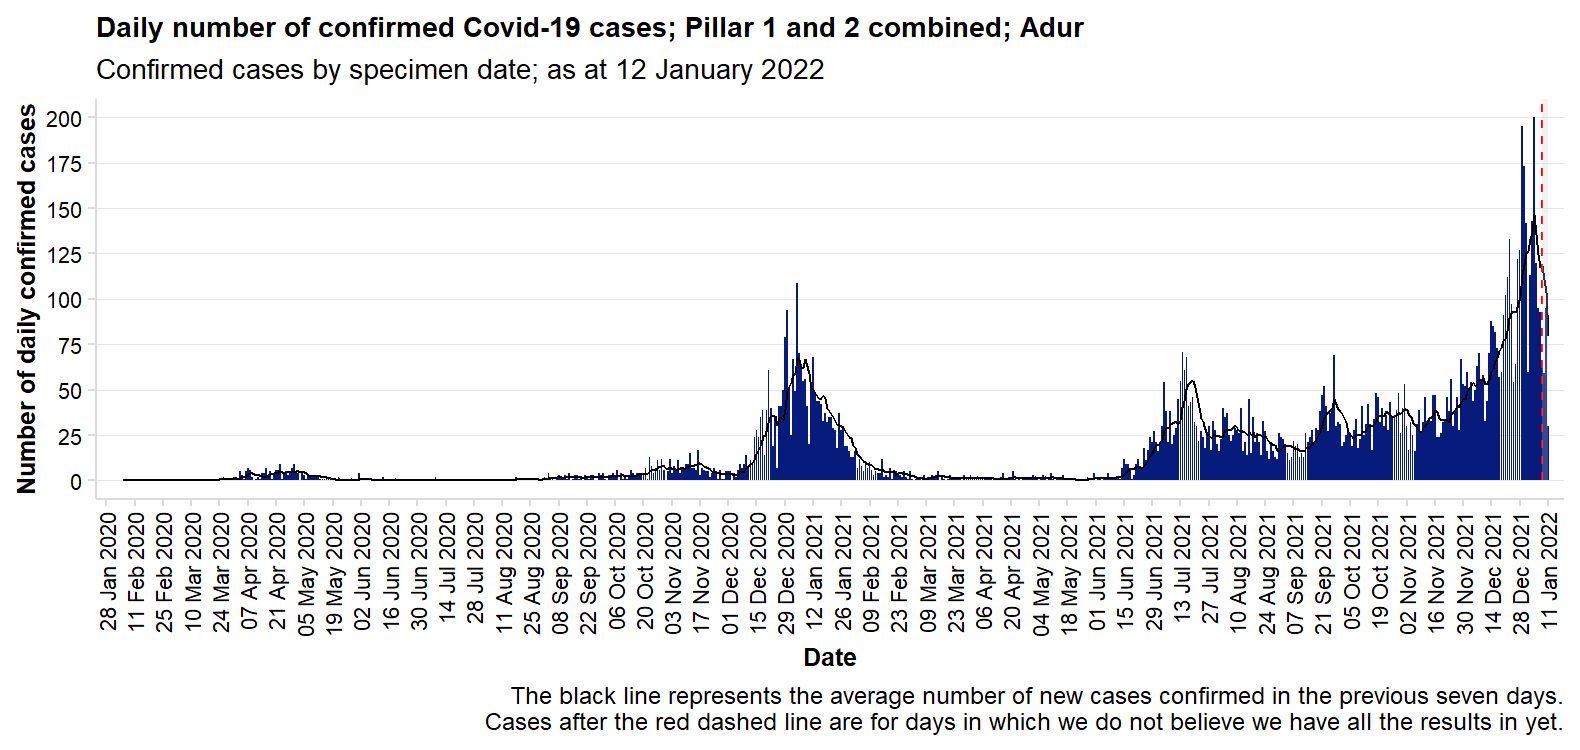 Daily number of confirmed Covid-19 cases; Pillar 1 and 2 combined; Adur
Confirmed cases by specimen date; as at 12 January 2022
Number of daily confirmed cases
200
175
150
125
100
75
50
25
0
28 Jan 2020
11 Feb 2020
25 Feb 2020
10 Mar 2020
24 Mar 2020
07 Apr 2020
21 Apr 2020
05 May 2020
19 May 2020
02 Jun 2020
16 Jun 2020
30 Jun 2020
14 Jul 2020
28 Jul 2020
11 Aug 2020
25 Aug 2020
08 Sep 2020
22 Sep 2020
06 Oct 2020
20 Oct 2020
03 Nov 2020
17 Nov 2020
01 Dec 2020
15 Dec 2020
29 Dec 2020
12 Jan 2021
26 Jan 2021
09 Feb 2021
23 Feb 2021
09 Mar 2021
23 Mar 2021
06 Apr 2021
20 Apr 2021
04 May 2021
18 May 2021
01 Jun 2021
15 Jun 2021
29 Jun 2021
13 Jul 2021
27 Jul 2021
10 Aug 2021
24 Aug 2021
07 Sep 2021
21 Sep 2021
05 Oct 2021
19 Oct 2021
02 Nov 2021
16 Nov 2021
30 Nov 2021
14 Dec 2021
28 Dec 2021
11 Jan 2022
Date
The black line represents the average number of new cases confirmed in the previous seven days.
Cases after the red dashed line are for days in which we do not believe we have all the results in yet.